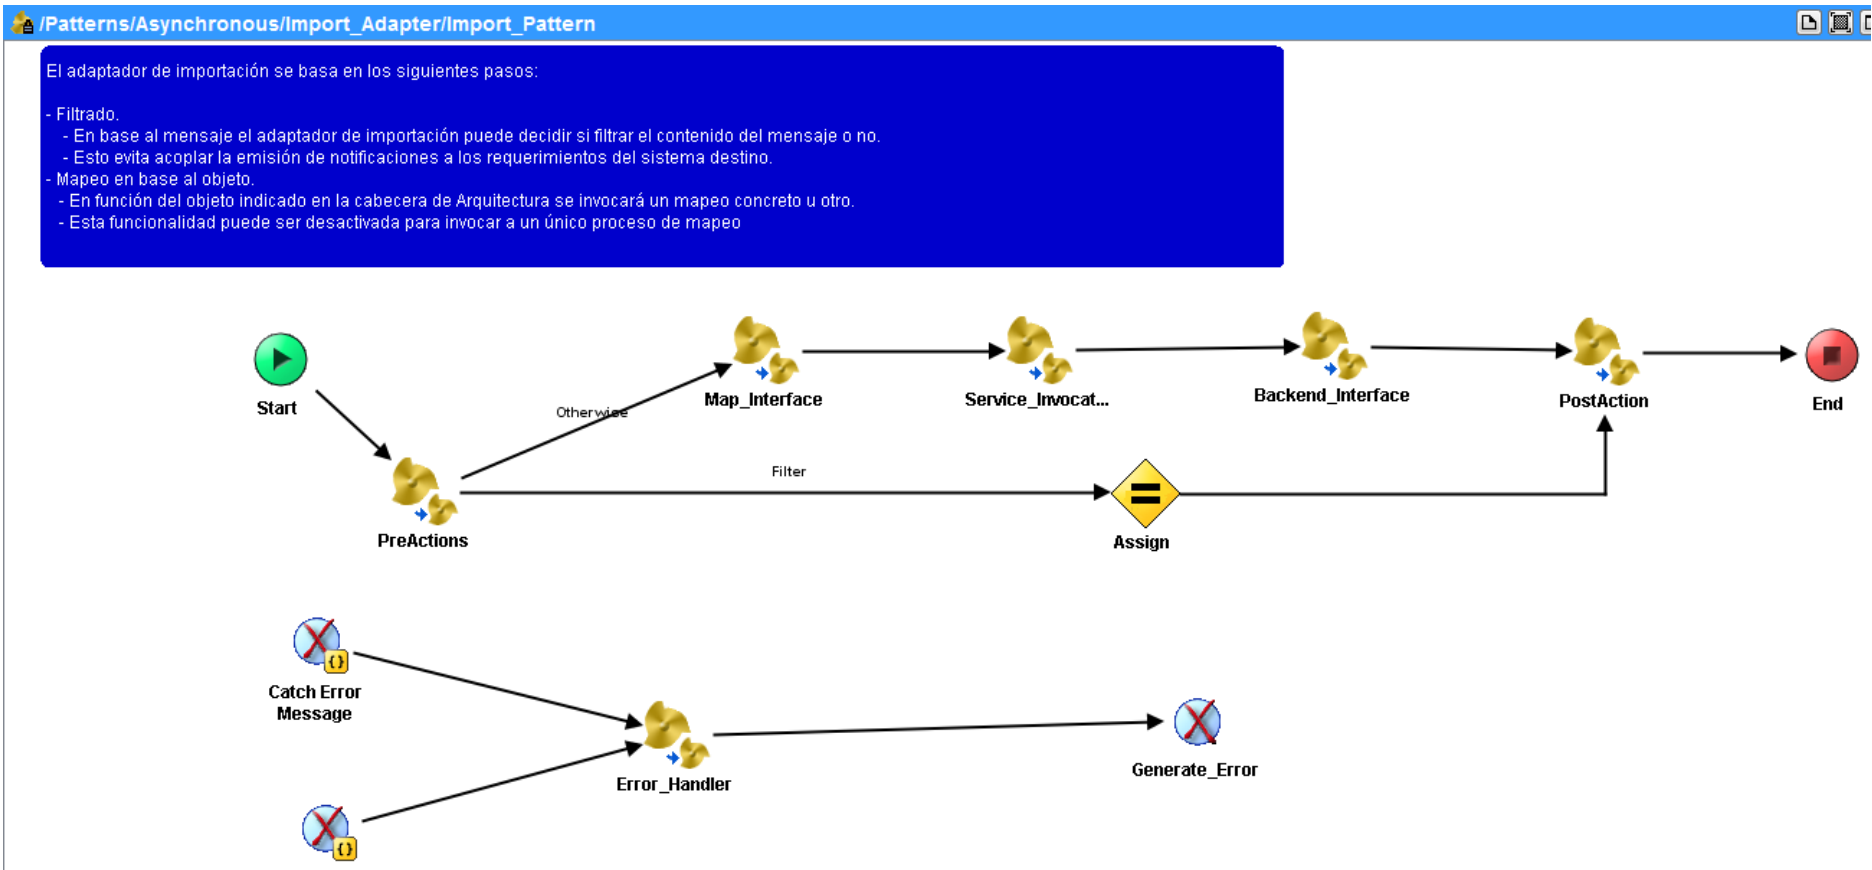 /Patterns/Asynchronous/Import_Adapter/Import_Pattern
El adaptador de importación se basa en los siguientes pasos:
- Filtrado.
- En base al mensaje el adaptador de importación puede decidir si filtrar el contenido del mensaje o no.
- Esto evita acoplar la emisión de notificaciones a los requerimientos del sistema destino.
- Mapeo en base al objeto.
- En función del objeto indicado en la cabecera de Arquitectura se invocará un mapeo concreto u otro.
- Esta funcionalidad puede ser desactivada para invocar a un único proceso de mapeo
Start
Otherwise
Map_Interface
Service_Invocat...
Backend_Interface
PostAction
End
Filter
PreActions
Assign
Catch Error
Message
Error_Handler
Generate_Error